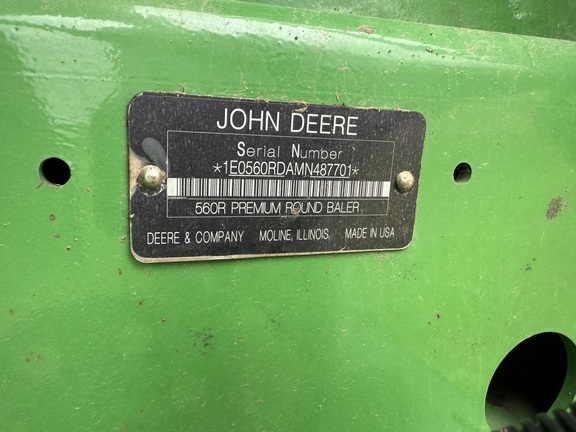 JOHN DEERE
Serial Number
*1E0560RDAMN487701*
560R PREMIUM ROUND BALER
DEERE & COMPANY MOLINE, ILLINOIS MADE IN USA